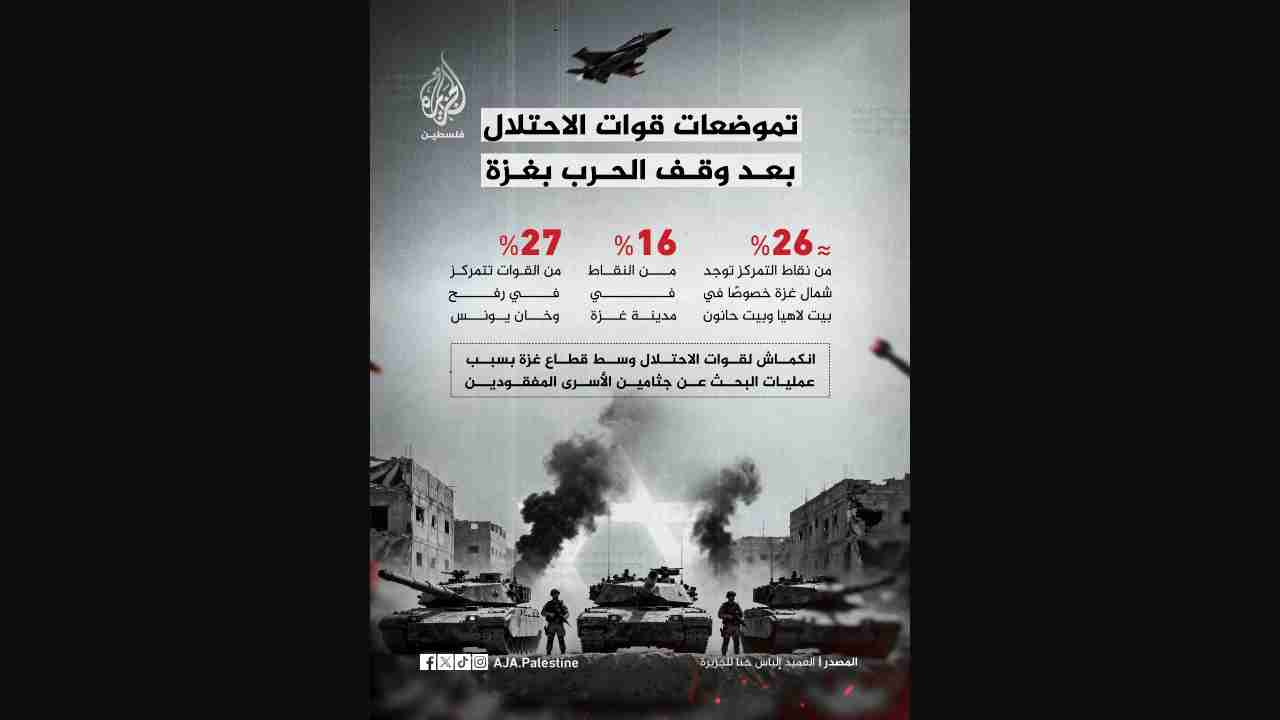 الجزيرة
فلسطين
تموضعات قوات الاحتلال
بعد وقف الحرب بغزة
≈26%
من نقاط التمركز توجد
شمال غزة خصوصًا في
بيت لاهيا وبيت حانون
16%
من النقاط
في
مدينة غزة
27%
من القوات تتمركز
في رفح
وخان يونس
انكماش لقوات الاحتلال وسط قطاع غزة بسبب
عمليات البحث عن جثامين الأسرى المفقودين
AJA.Palestine
المصدر | العميد إلياس حنا للجزيرة